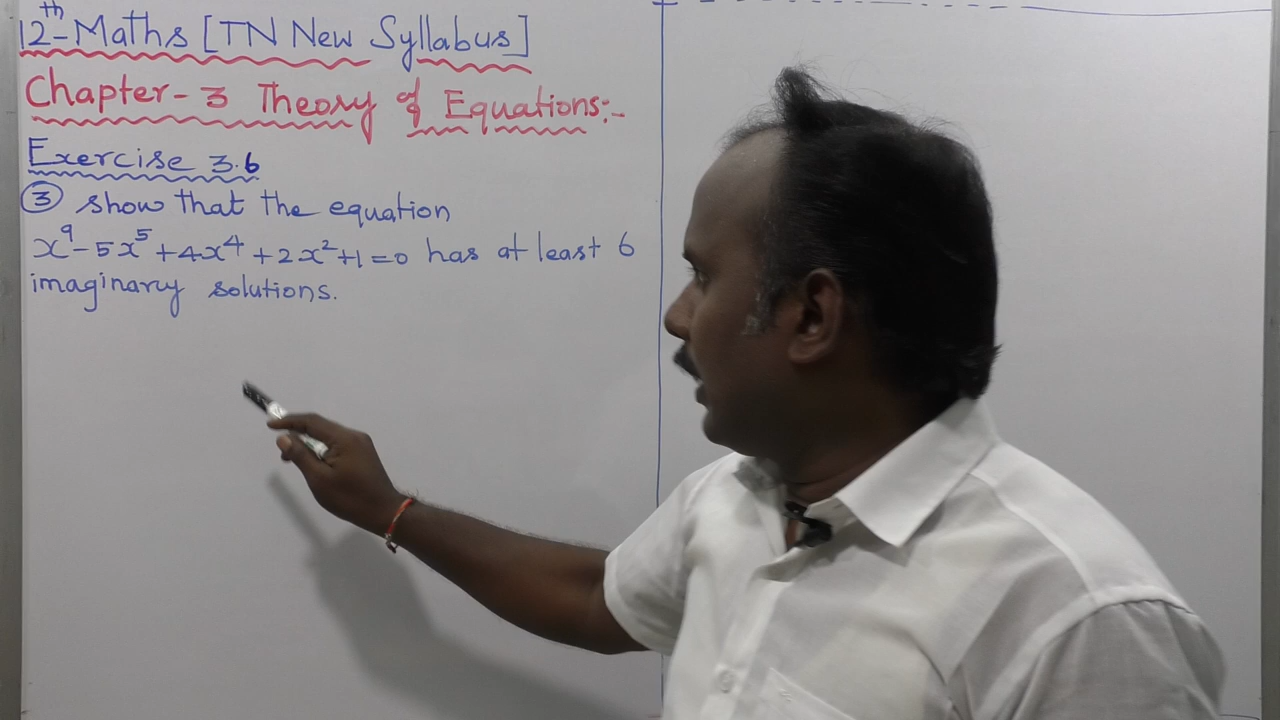 12th-Maths [TN New Syllabus]
Chapter-3 Theory of Equations:-
Exercise 3.6
③ show that the equation
x⁹-5x⁵+4x⁴+2x²+1=0 has at least 6
imaginary solutions.